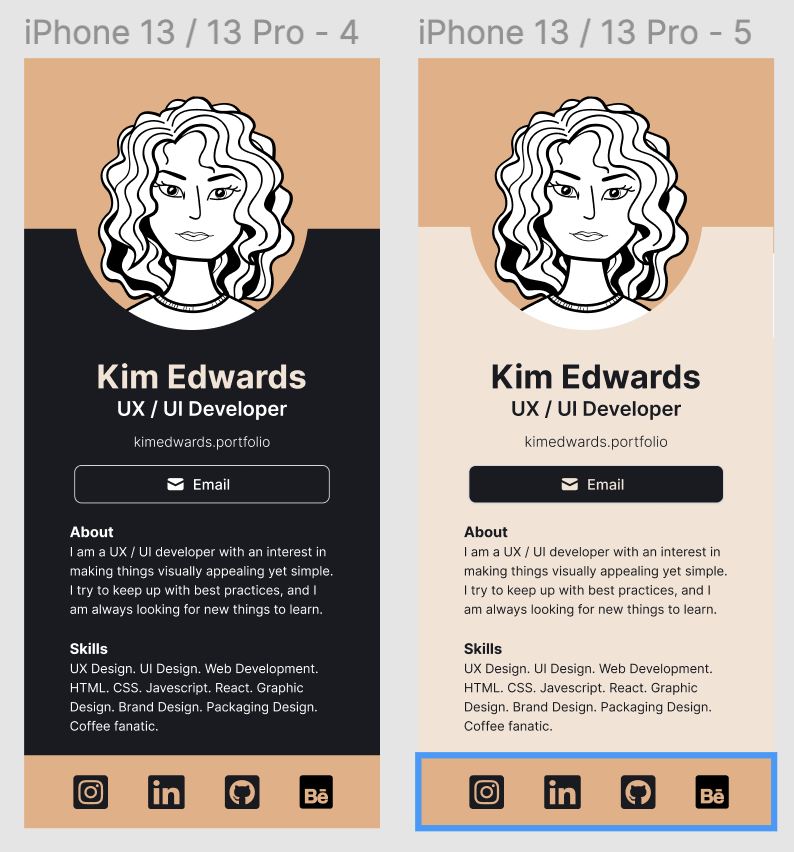 iPhone 13 / 13 Pro - 4
Kim Edwards
UX / UI Developer
kimedwards.portfolio
Email
About
I am a UX / UI developer with an interest in
making things visually appealing yet simple.
I try to keep up with best practices, and I
am always looking for new things to learn.
Skills
UX Design. UI Design. Web Development.
HTML. CSS. Javascript. React. Graphic
Design. Brand Design. Packaging Design.
Coffee fanatic.
in
Bē
iPhone 13 / 13 Pro - 5
Kim Edwards
UX / UI Developer
kimedwards.portfolio
Email
About
I am a UX / UI developer with an interest in
making things visually appealing yet simple.
I try to keep up with best practices, and I
am always looking for new things to learn.
Skills
UX Design. UI Design. Web Development.
HTML. CSS. Javascript. React. Graphic
Design. Brand Design. Packaging Design.
Coffee fanatic.
in
Bē